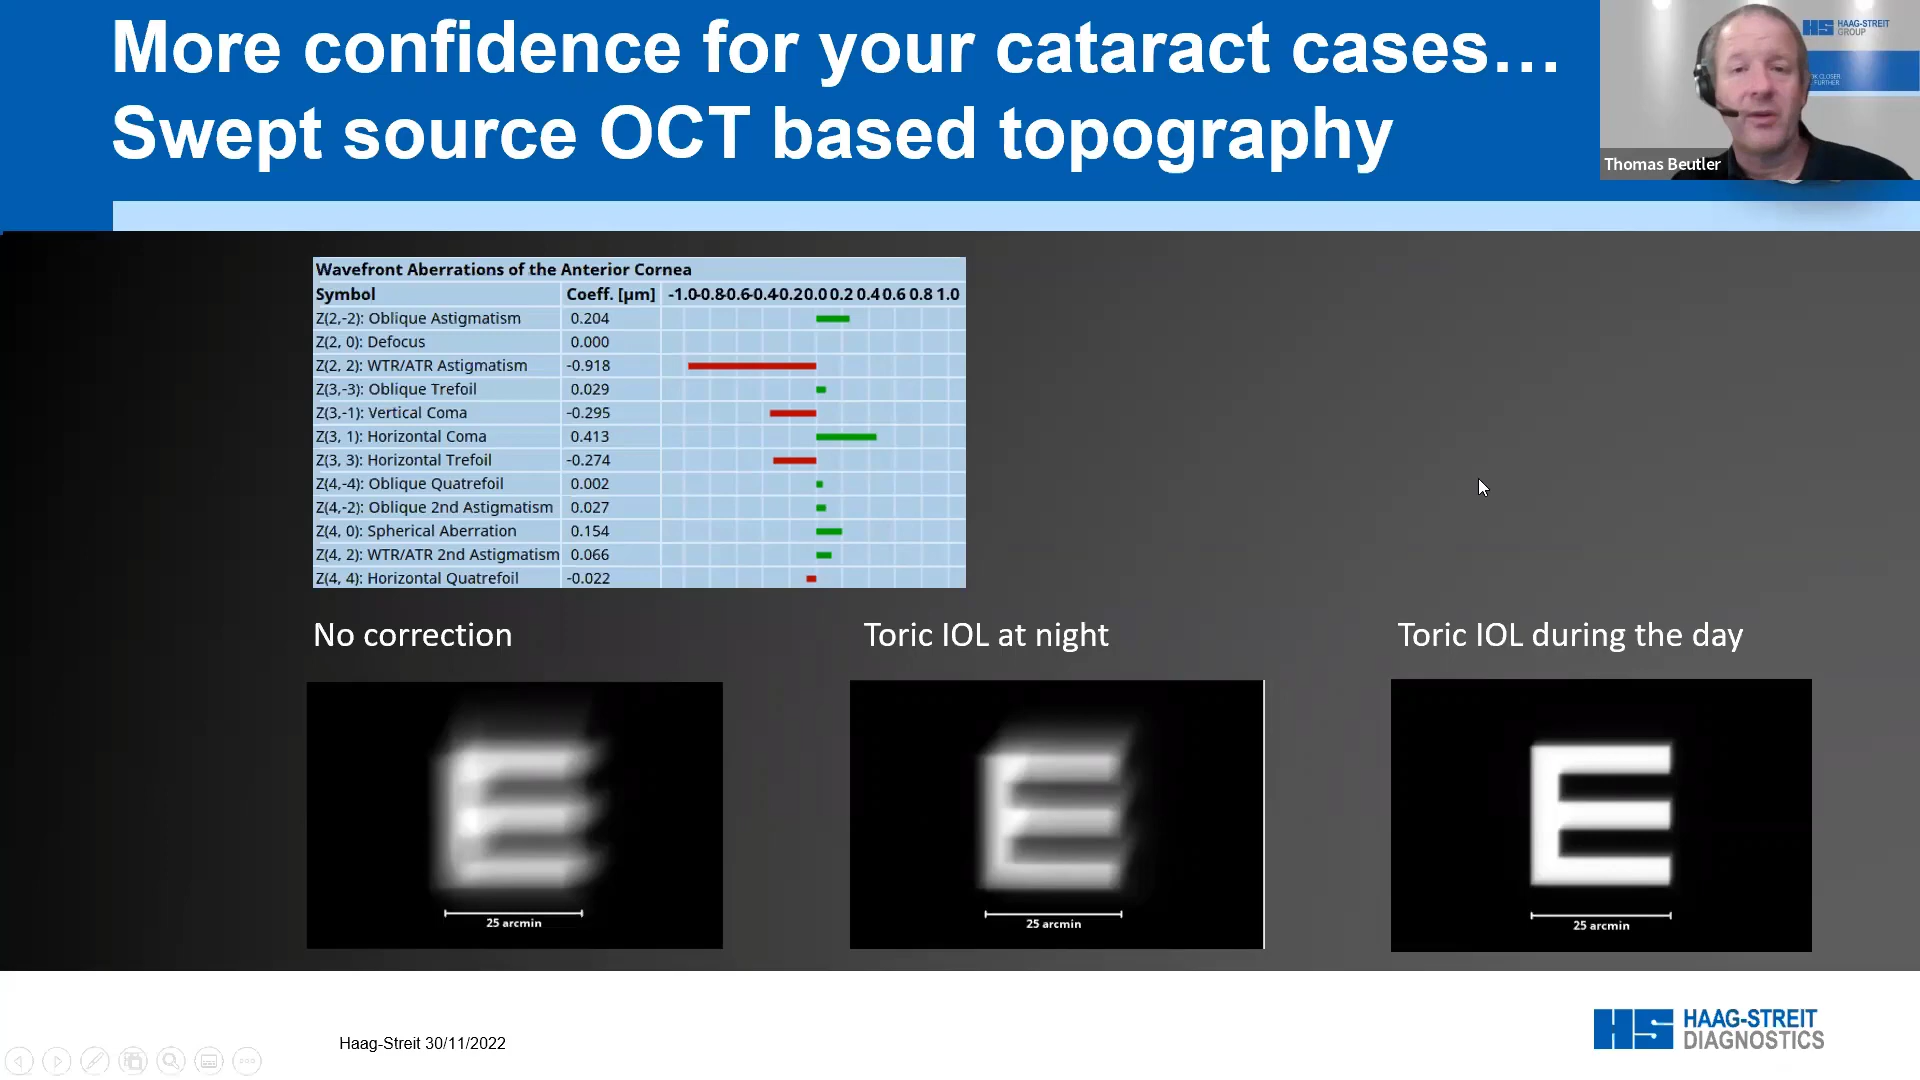 More confidence for your cataract cases…
Swept source OCT based topography
HS HAAG-STREIT
GROUP
Thomas Beutler
Wavefront Aberrations of the Anterior Cornea
Symbol Coeff. [µm] -1.0-0.8-0.6-0.4-0.20.0 0.2 0.4 0.6 0.8 1.0
Z(2,-2): Oblique Astigmatism 0.204
Z(2, 0): Defocus 0.000
Z(2, 2): WTR/ATR Astigmatism -0.918
Z(3,-3): Oblique Trefoil 0.029
Z(3,-1): Vertical Coma -0.295
Z(3, 1): Horizontal Coma 0.413
Z(3, 3): Horizontal Trefoil -0.274
Z(4,-4): Oblique Quatrefoil 0.002
Z(4,-2): Oblique 2nd Astigmatism 0.027
Z(4, 0): Spherical Aberration 0.154
Z(4, 2): WTR/ATR 2nd Astigmatism 0.066
Z(4, 4): Horizontal Quatrefoil -0.022
No correction Toric IOL at night Toric IOL during the day
E E E
25 arcmin 25 arcmin 25 arcmin
Haag-Streit 30/11/2022
HS HAAG-STREIT
DIAGNOSTICS